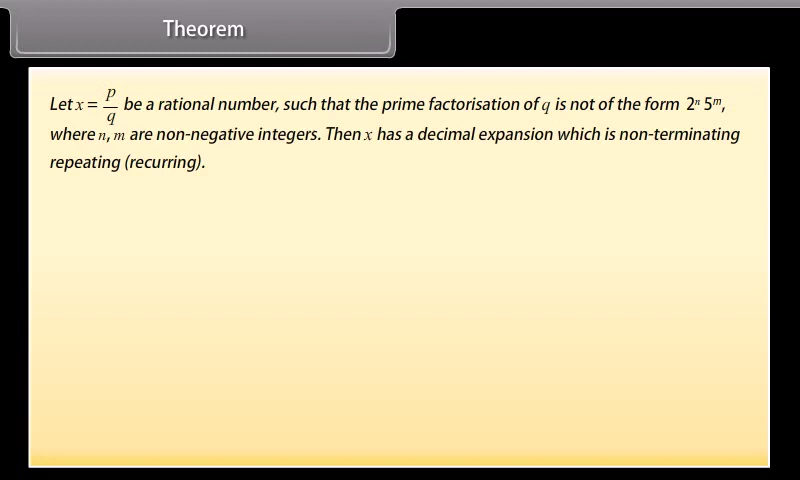 Theorem
Let x = p/q be a rational number, such that the prime factorisation of q is not of the form 2ⁿ 5ᵐ,
where n, m are non-negative integers. Then x has a decimal expansion which is non-terminating
repeating (recurring).